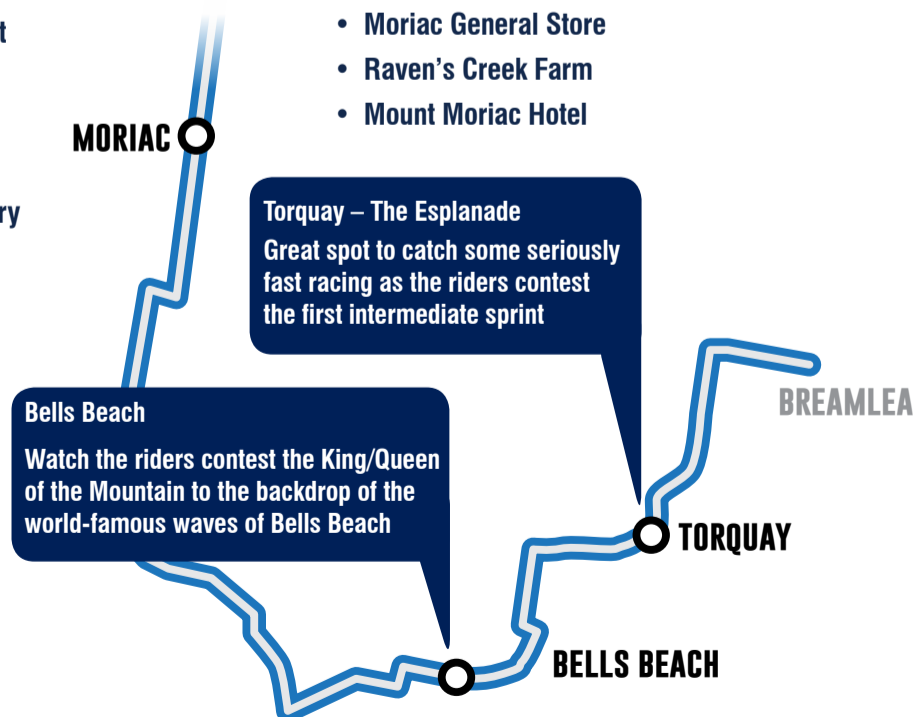 • Moriac General Store
• Raven's Creek Farm
• Mount Moriac Hotel
MORIAC
Torquay – The Esplanade
Great spot to catch some seriously
fast racing as the riders contest
the first intermediate sprint
BREAMLEA
Bells Beach
Watch the riders contest the King/Queen
of the Mountain to the backdrop of the
world-famous waves of Bells Beach
TORQUAY
BELLS BEACH